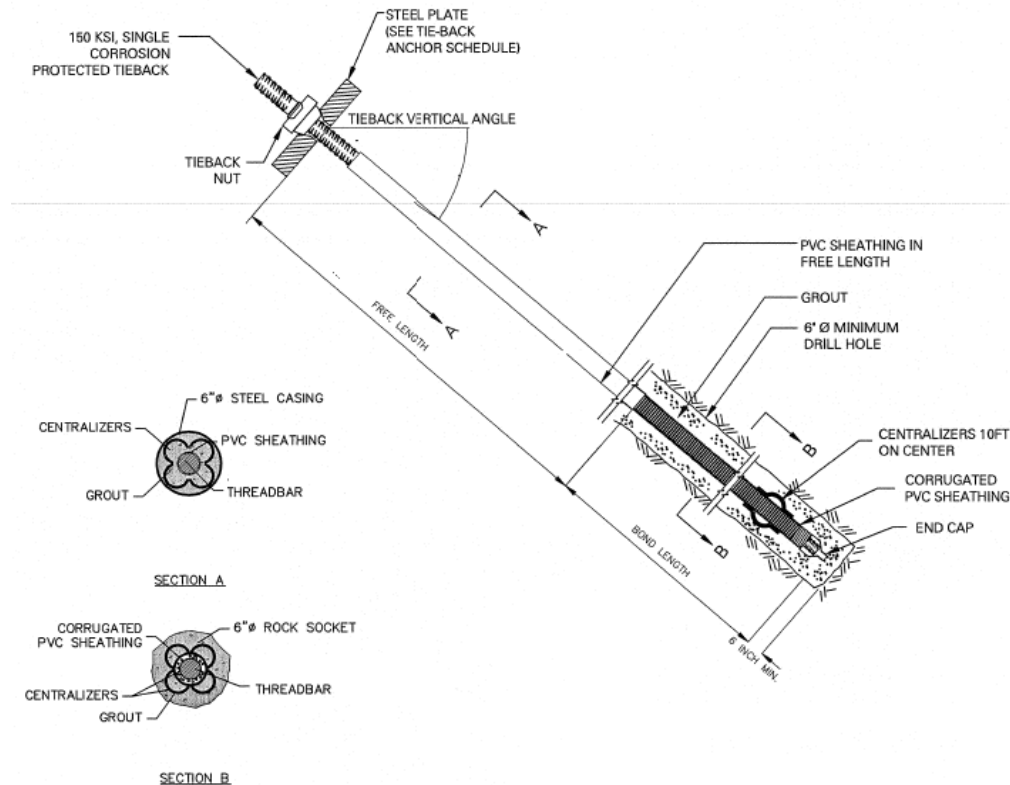 STEEL PLATE
(SEE TIE-BACK
ANCHOR SCHEDULE)
150 KSI, SINGLE
CORROSION
PROTECTED TIEBACK
TIEBACK VERTICAL ANGLE
TIEBACK
NUT
A
A
FREE LENGTH
PVC SHEATHING IN
FREE LENGTH
GROUT
6" Ø MINIMUM
DRILL HOLE
B
B
CENTRALIZERS 10FT
ON CENTER
CORRUGATED
PVC SHEATHING
END CAP
BOND LENGTH
6 INCH MIN.
6"ø STEEL CASING
CENTRALIZERS
PVC SHEATHING
GROUT
THREADBAR
SECTION A
CORRUGATED
PVC SHEATHING
6"ø ROCK SOCKET
CENTRALIZERS
THREADBAR
GROUT
SECTION B